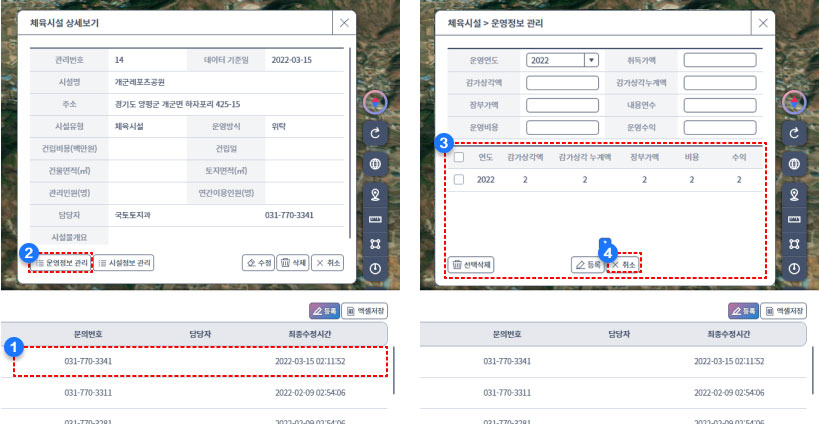 체육시설 상세보기
관리번호 14 데이터 기준일 2022-03-15
시설명 개군레포츠공원
주소 경기도 양평군 개군면 하자포리 425-15
시설유형 체육시설 운영방식 위탁
건립비용(백만원) 건립일
건물면적(㎡) 토지면적(㎡)
관리인원(명) 연간이용인원(명)
담당자 국토토지과 031-770-3341
시설물개요
2
운영정보 관리 시설정보 관리 수정 삭제 취소
등록 엑셀저장
문의번호 담당자 최종수정시간
1
031-770-3341 2022-03-15 02:11:52
031-770-3311 2022-02-09 02:54:06
031-770-3281 2022-02-09 02:54:06
체육시설 > 운영정보 관리
운영연도 2022 취득가액
감가상각액 감가상각누계액
장부가액 내용연수
운영비용 운영수익
3
연도 감가상각액 감가상각 누계액 장부가액 비용 수익
2022 2 2 2 2 2
4
선택삭제 등록 취소
등록 엑셀저장
문의번호 담당자 최종수정시간
031-770-3341 2022-03-15 02:11:52
031-770-3311 2022-02-09 02:54:06
031-770-3281 2022-02-09 02:54:06